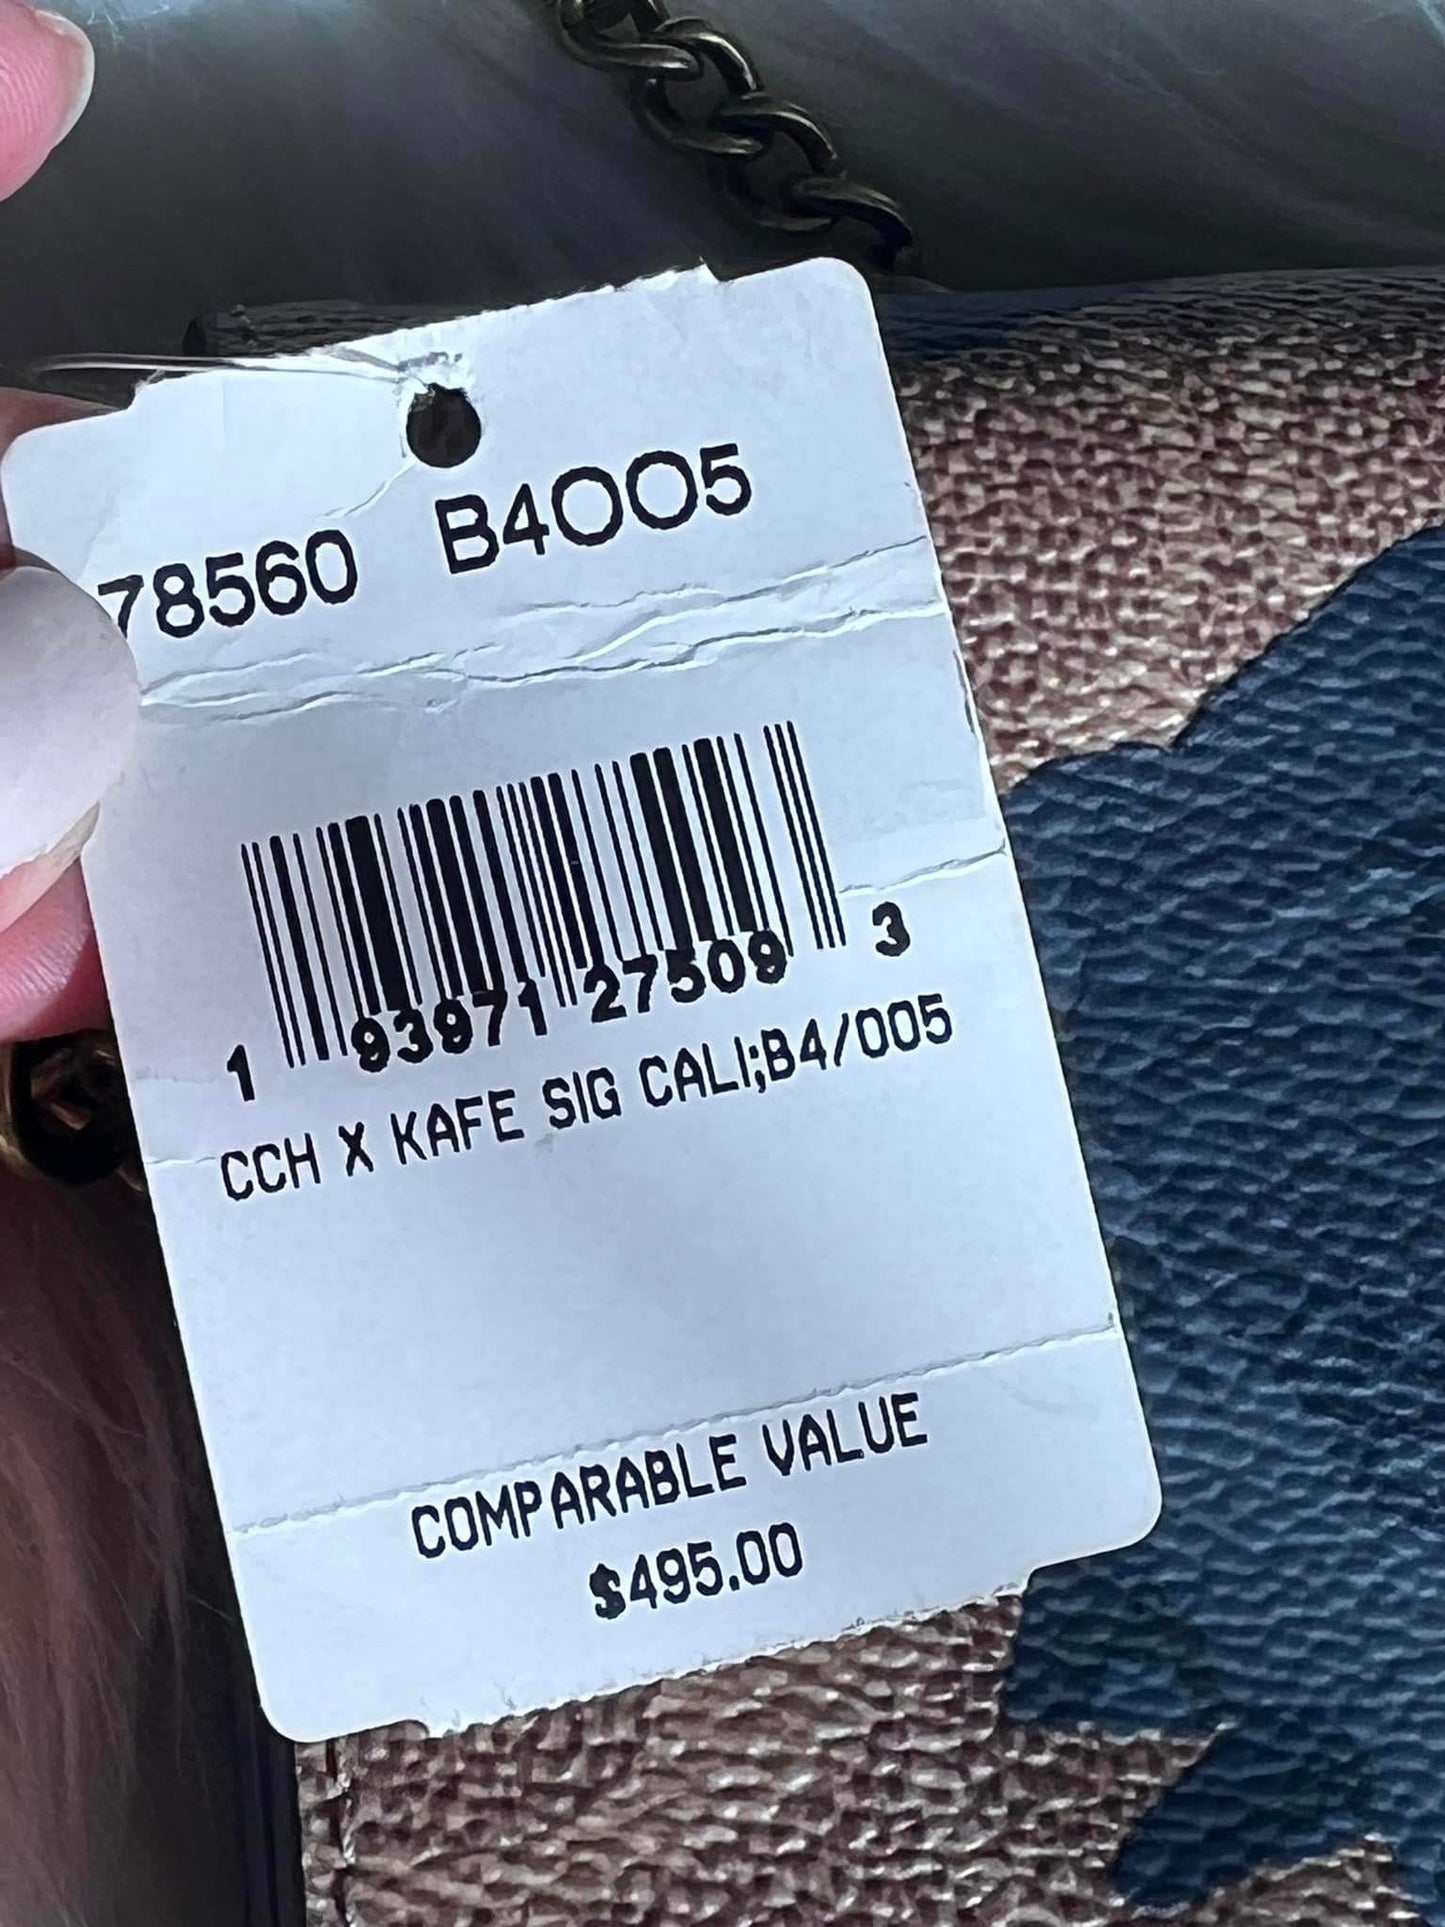 78560 B4005
1 93971 27509 3
CCH X KAFE SIG CALI;B4/005
COMPARABLE VALUE
$495.00